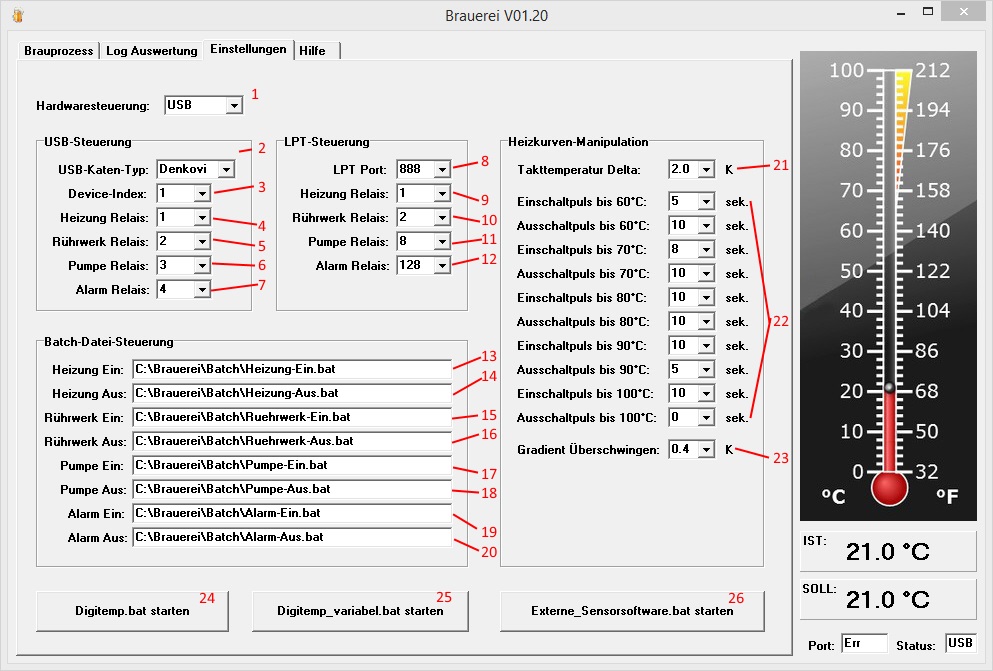 Brauerei V01.20
Brauprozess Log Auswertung Einstellungen Hilfe
Hardwaresteuerung: USB 1
USB-Steuerung
2
USB-Katen-Typ: Denkovi
Device-Index: 1 3
Heizung Relais: 1 4
Rührwerk Relais: 2 5
Pumpe Relais: 3 6
Alarm Relais: 4 7
LPT-Steuerung
LPT Port: 888 8
Heizung Relais: 1 9
Rührwerk Relais: 2 10
Pumpe Relais: 8 11
Alarm Relais: 128 12
Batch-Datei-Steuerung
Heizung Ein: C:\Brauerei\Batch\Heizung-Ein.bat 13
Heizung Aus: C:\Brauerei\Batch\Heizung-Aus.bat 14
Rührwerk Ein: C:\Brauerei\Batch\Ruehrwerk-Ein.bat 15
Rührwerk Aus: C:\Brauerei\Batch\Ruehrwerk-Aus.bat 16
Pumpe Ein: C:\Brauerei\Batch\Pumpe-Ein.bat 17
Pumpe Aus: C:\Brauerei\Batch\Pumpe-Aus.bat 18
Alarm Ein: C:\Brauerei\Batch\Alarm-Ein.bat 19
Alarm Aus: C:\Brauerei\Batch\Alarm-Aus.bat 20
Heizkurven-Manipulation
Takttemperatur Delta: 2.0 K 21
Einschaltpuls bis 60°C: 5 sek.
Ausschaltpuls bis 60°C: 10 sek.
Einschaltpuls bis 70°C: 8 sek.
Ausschaltpuls bis 70°C: 10 sek.
Einschaltpuls bis 80°C: 10 sek.
Ausschaltpuls bis 80°C: 10 sek. 22
Einschaltpuls bis 90°C: 10 sek.
Ausschaltpuls bis 90°C: 5 sek.
Einschaltpuls bis 100°C: 10 sek.
Ausschaltpuls bis 100°C: 0 sek.
Gradient Überschwingen: 0.4 K 23
Digitemp.bat starten 24
Digitemp_variabel.bat starten 25
Externe_Sensorsoftware.bat starten 26
100 212
90 194
80 176
70 158
60 140
50 122
40 104
30 86
20 68
10 50
0 32
ºC ºF
IST: 21.0 °C
SOLL: 21.0 °C
Port: Err Status: USB